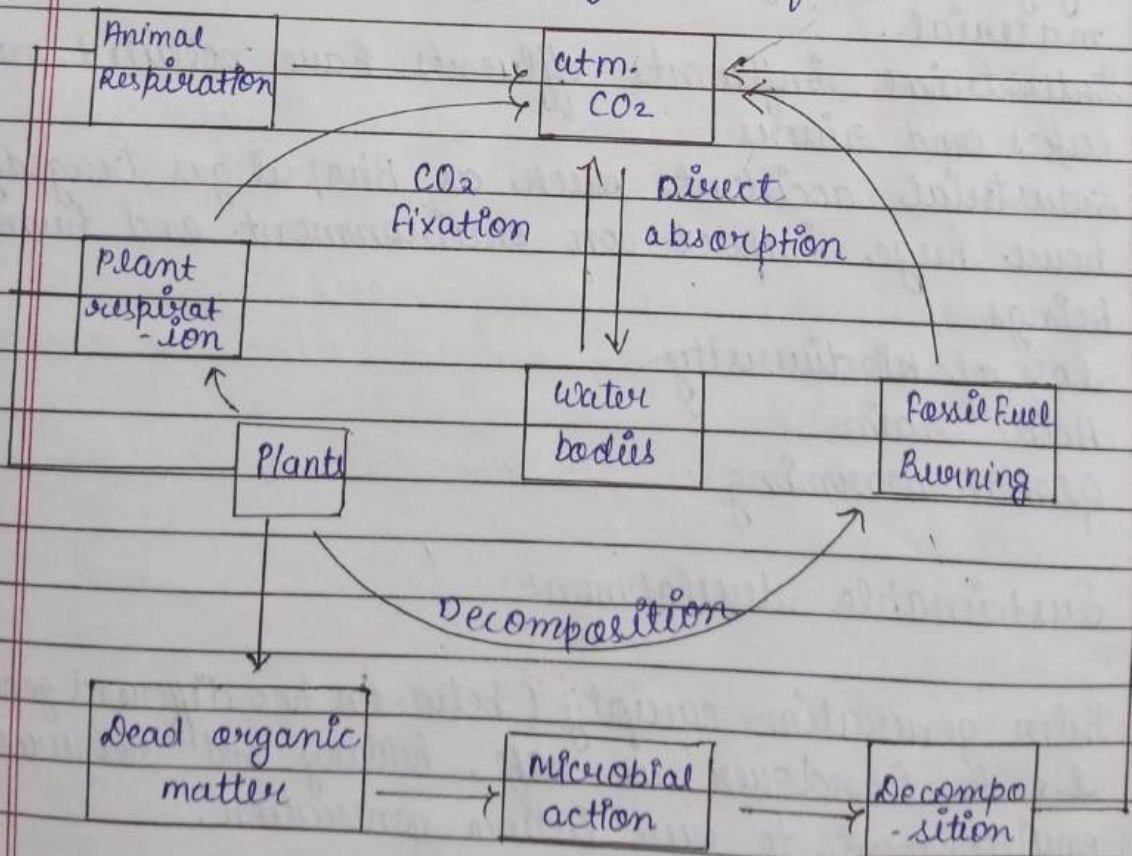 Animal
Respiration
atm.
CO2
CO2
fixation
Direct
absorption
Plant
respirat
-ion
Water
bodies
Fossil Fuel
Burning
Plants
Decomposition
Dead organic
matter
Microbial
action
Decompo
-sition